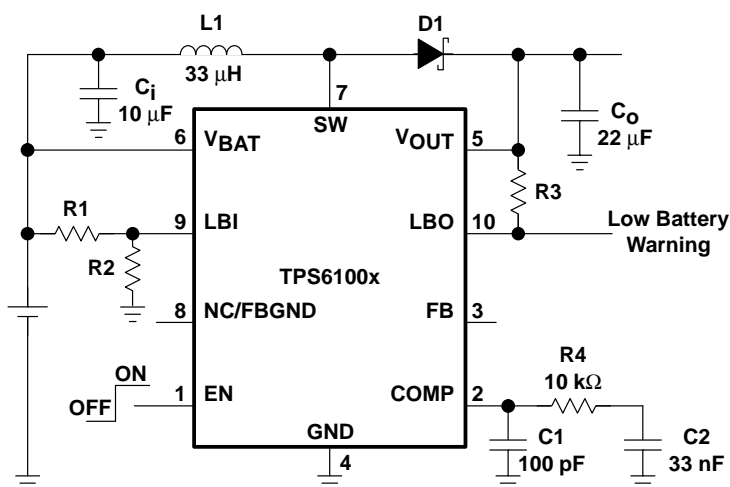 L1
33 μH
D1
Ci
10 μF
7
SW
Co
22 μF
6
VBAT
VOUT
5
R3
R1
9
LBI
LBO
10
Low Battery
Warning
R2
TPS6100x
8
NC/FBGND
FB
3
R4
10 kΩ
ON
OFF
1
EN
COMP
2
GND
4
C1
100 pF
C2
33 nF